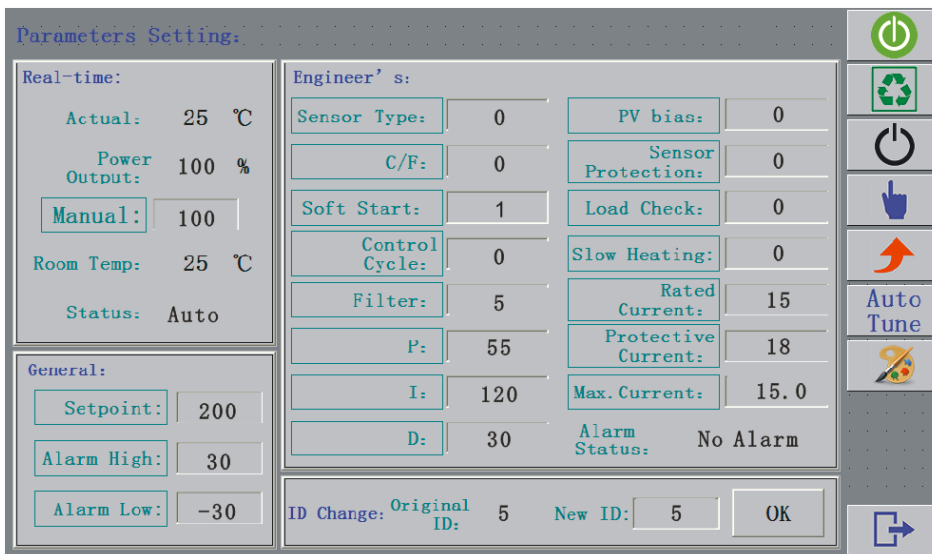 Parameters Setting:
Real-time:
Actual: 25 ℃
Power Output: 100 %
Manual: 100
Room Temp: 25 ℃
Status: Auto
General:
Setpoint: 200
Alarm High: 30
Alarm Low: -30
Engineer’s:
Sensor Type: 0
C/F: 0
Soft Start: 1
Control Cycle: 0
Filter: 5
P: 55
I: 120
D: 30
PV bias: 0
Sensor Protection: 0
Load Check: 0
Slow Heating: 0
Rated Current: 15
Protective Current: 18
Max.Current: 15.0
Alarm Status: No Alarm
ID Change: Original ID: 5 New ID: 5 OK
Auto
Tune